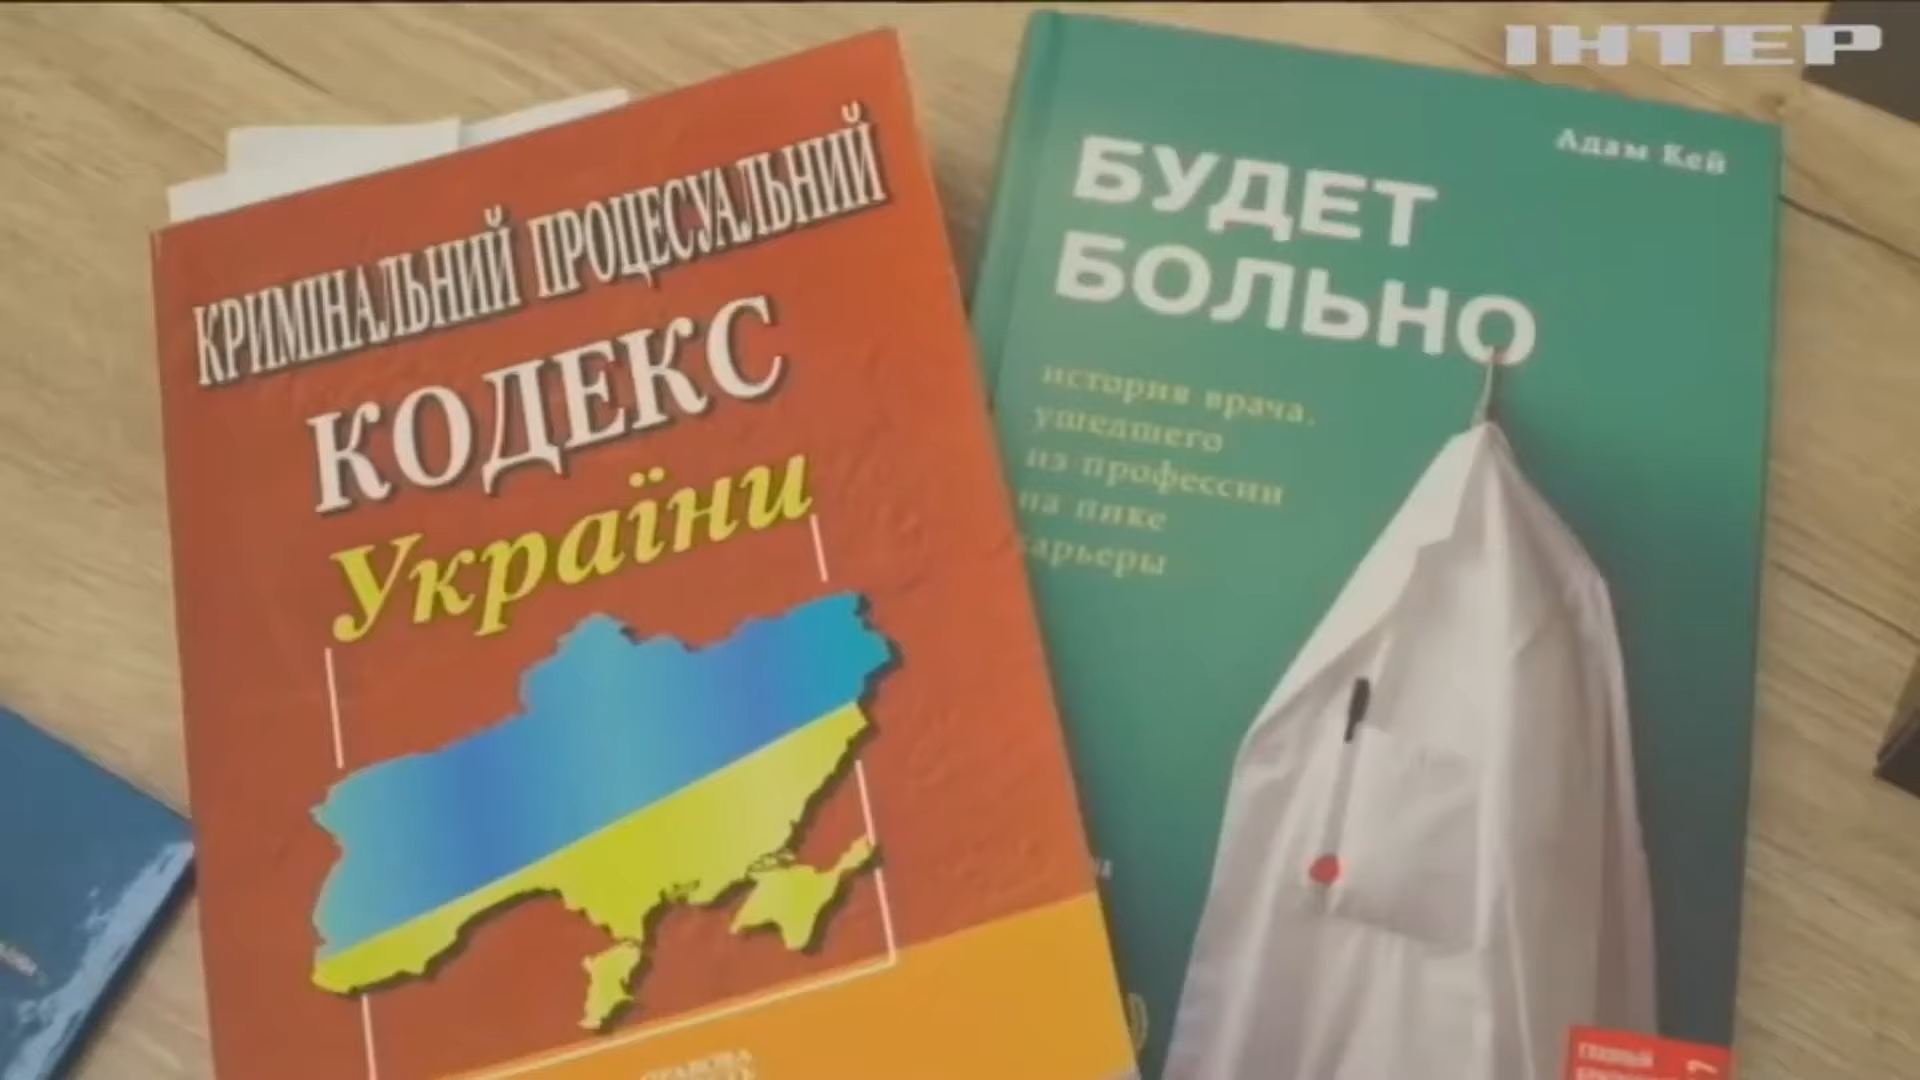 ІНТЕР
КРИМІНАЛЬНИЙ ПРОЦЕСУАЛЬНИЙ
КОДЕКС
України
Адам Кей
БУДЕТ
БОЛЬНО
история врача,
ушедшего
из профессии
на пике
карьеры